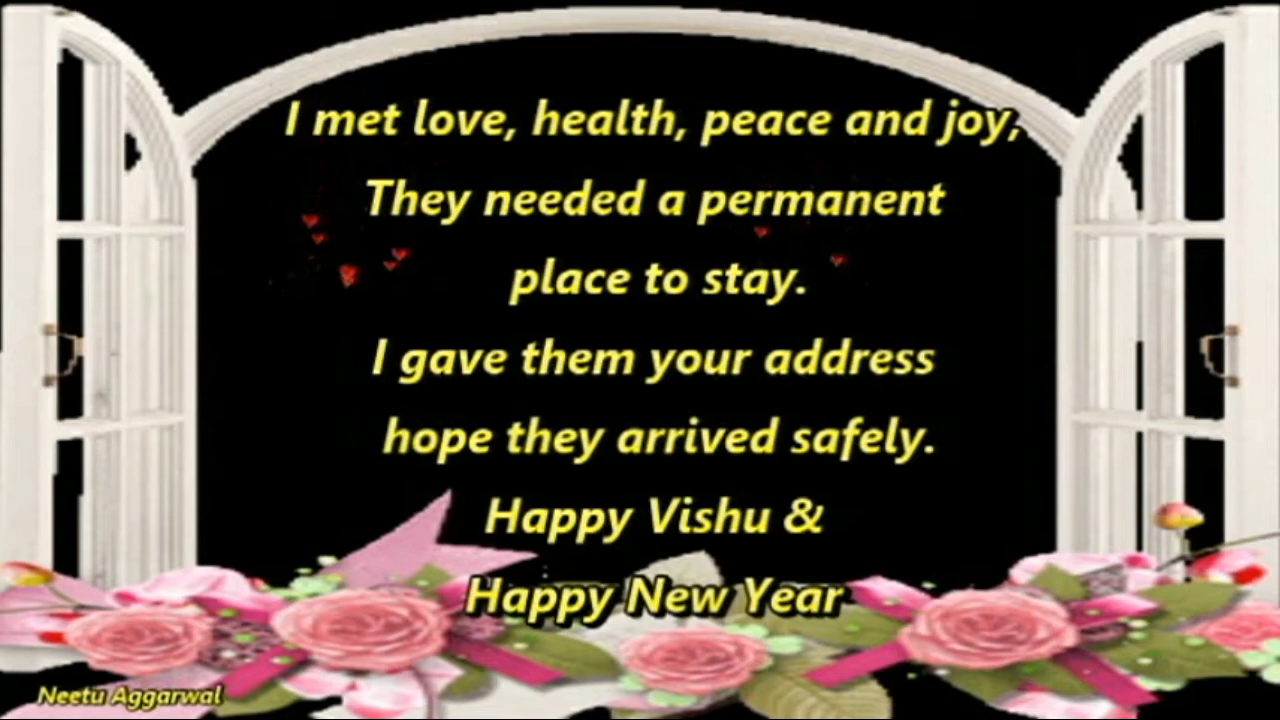 I met love, health, peace and joy,
They needed a permanent
place to stay.
I gave them your address
hope they arrived safely.
Happy Vishu &
Happy New Year
Neetu Aggarwal